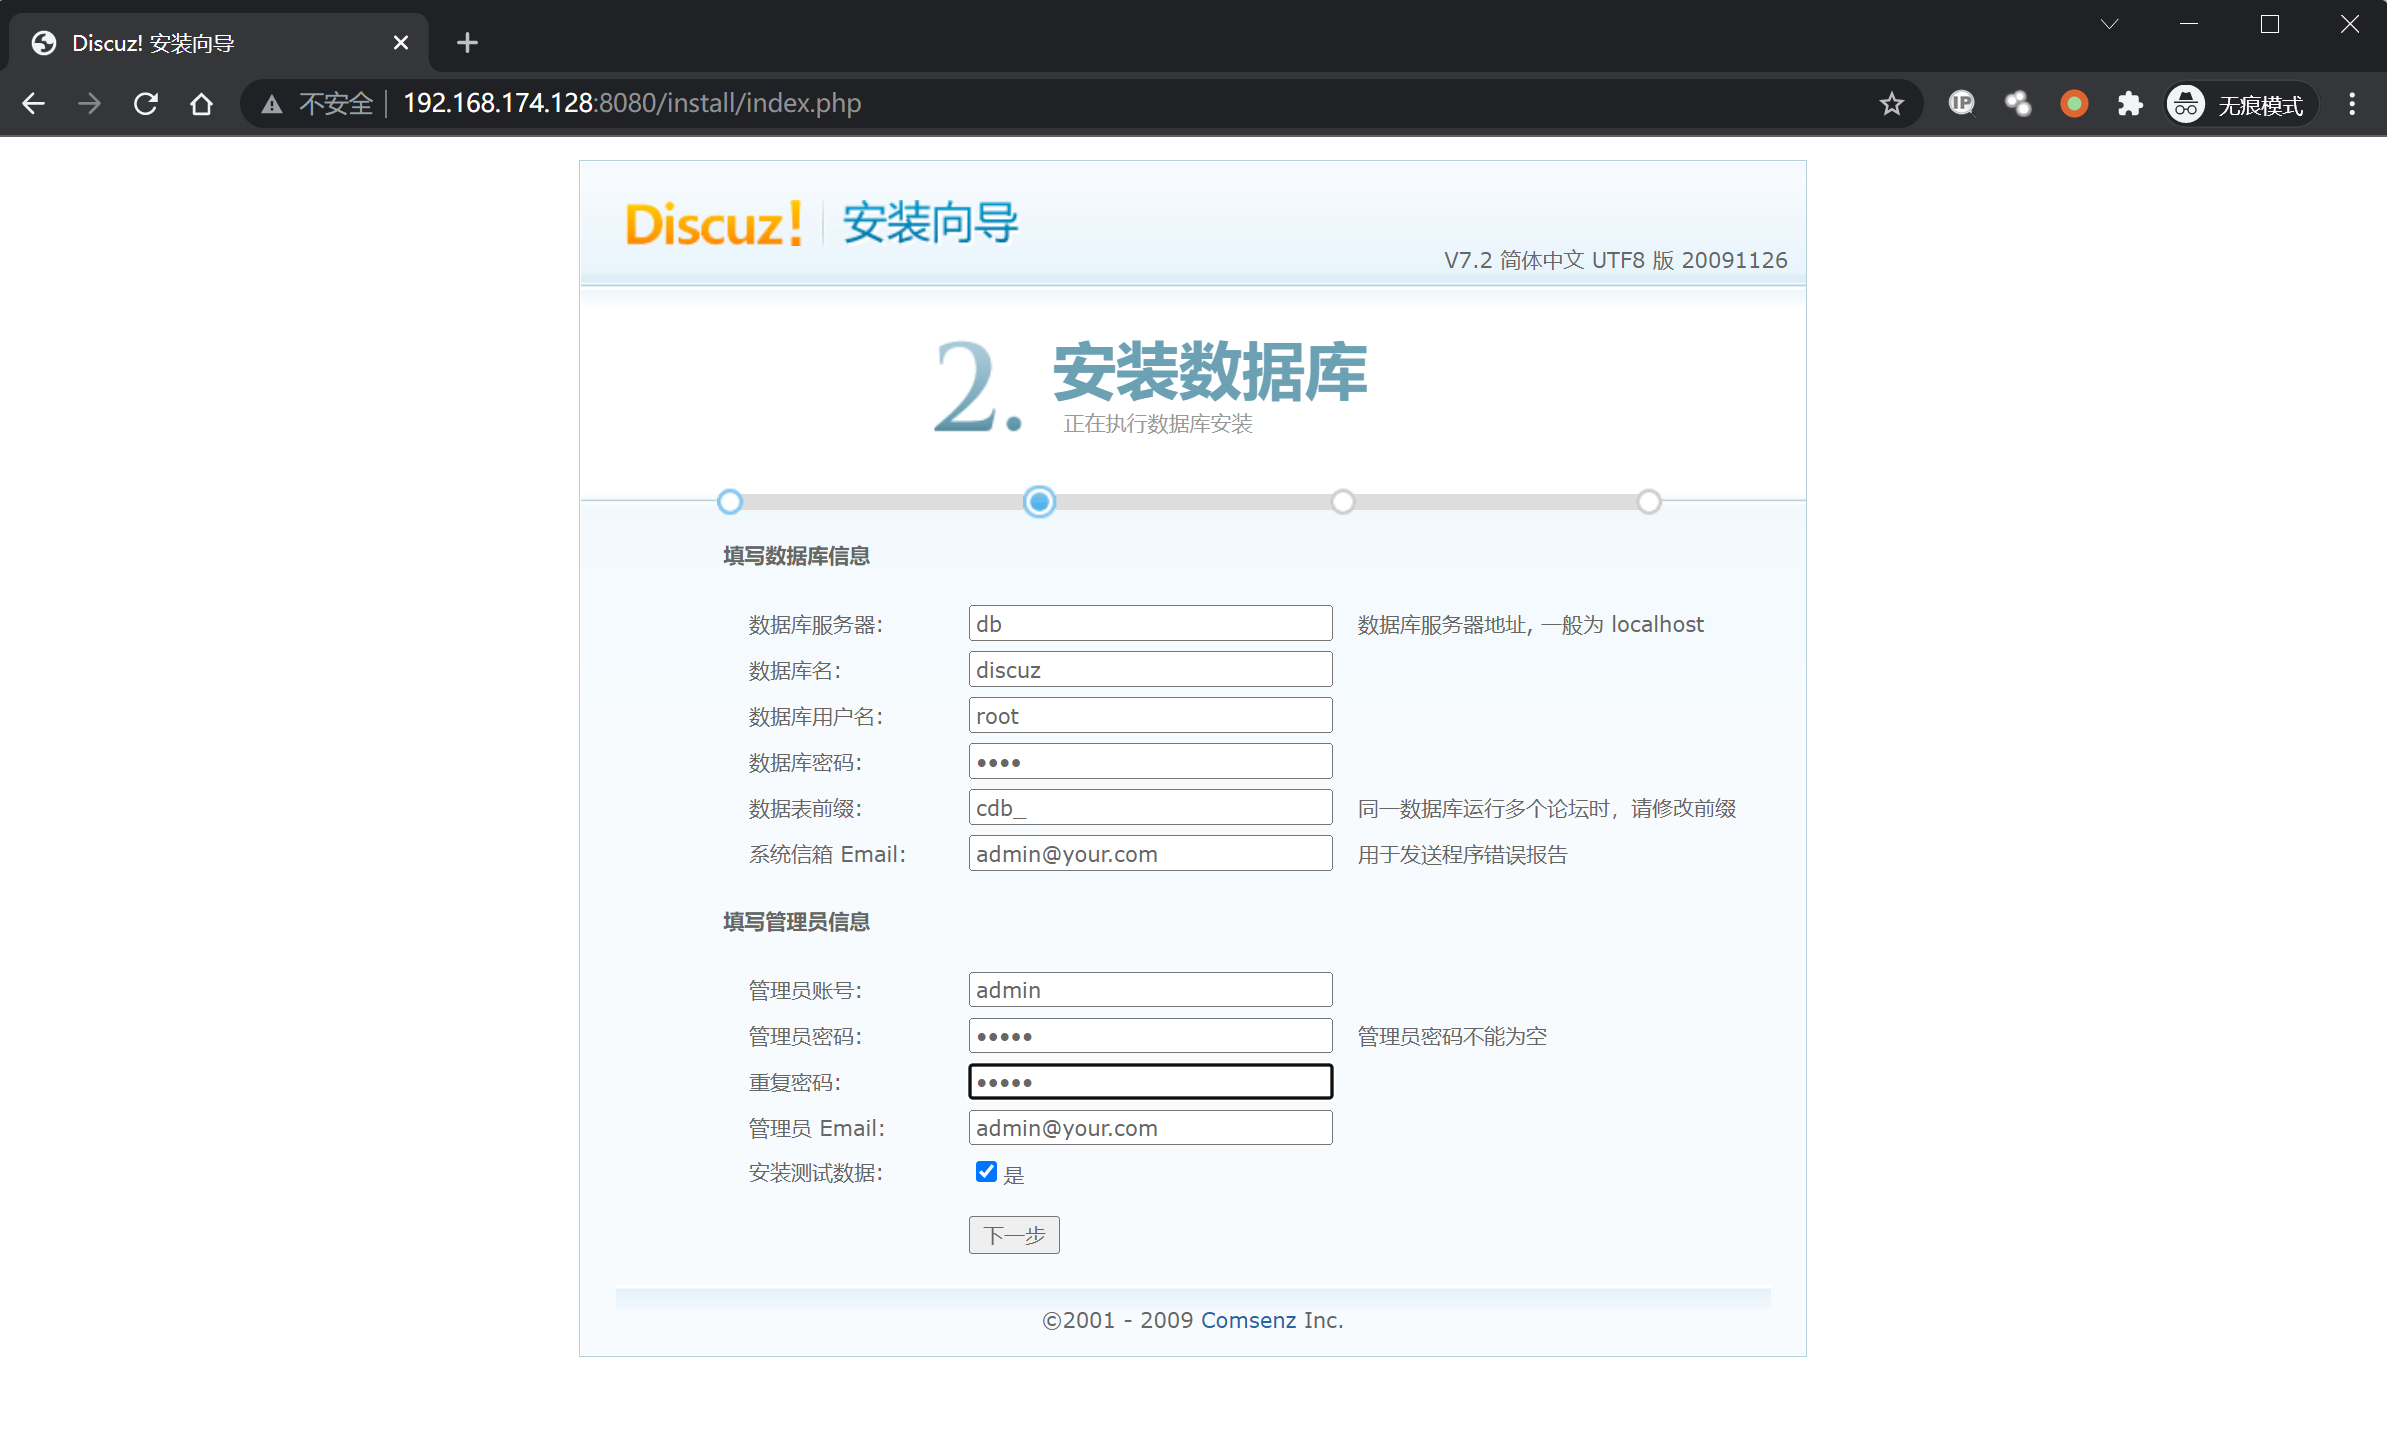 Discuz! 安装向导
不安全 192.168.174.128:8080/install/index.php
无痕模式
Discuz! 安装向导
V7.2 简体中文 UTF8 版 20091126
2. 安装数据库
正在执行数据库安装
填写数据库信息
数据库服务器: db 数据库服务器地址, 一般为 localhost
数据库名: discuz
数据库用户名: root
数据库密码: ••••
数据表前缀: cdb_ 同一数据库运行多个论坛时，请修改前缀
系统信箱 Email: admin@your.com 用于发送程序错误报告
填写管理员信息
管理员账号: admin
管理员密码: ••••• 管理员密码不能为空
重复密码: •••••
管理员 Email: admin@your.com
安装测试数据: 是
下一步
©2001 - 2009 Comsenz Inc.